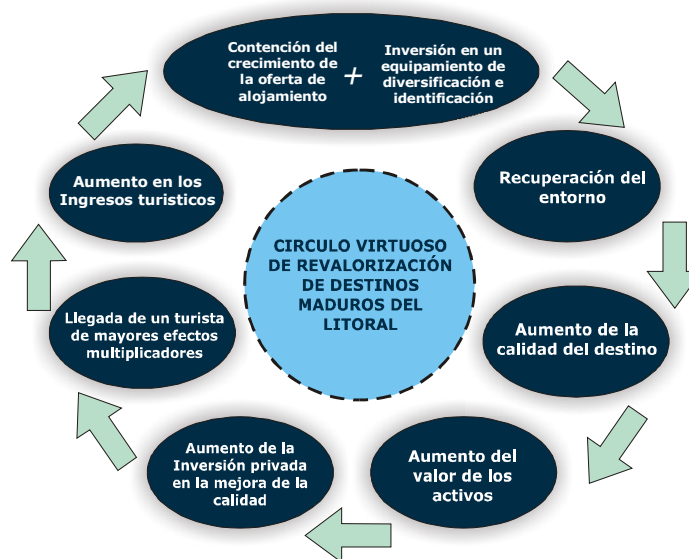 Contención del
crecimiento de
la oferta de
alojamiento
+
Inversión en un
equipamiento de
diversificación e
identificación
Recuperación del
entorno
Aumento de la
calidad del destino
Aumento del
valor de los
activos
Aumento de la
Inversión privada
en la mejora de la
calidad
Llegada de un turista
de mayores efectos
multiplicadores
Aumento en los
Ingresos turisticos
CIRCULO VIRTUOSO
DE REVALORIZACIÓN
DE DESTINOS
MADUROS DEL
LITORAL